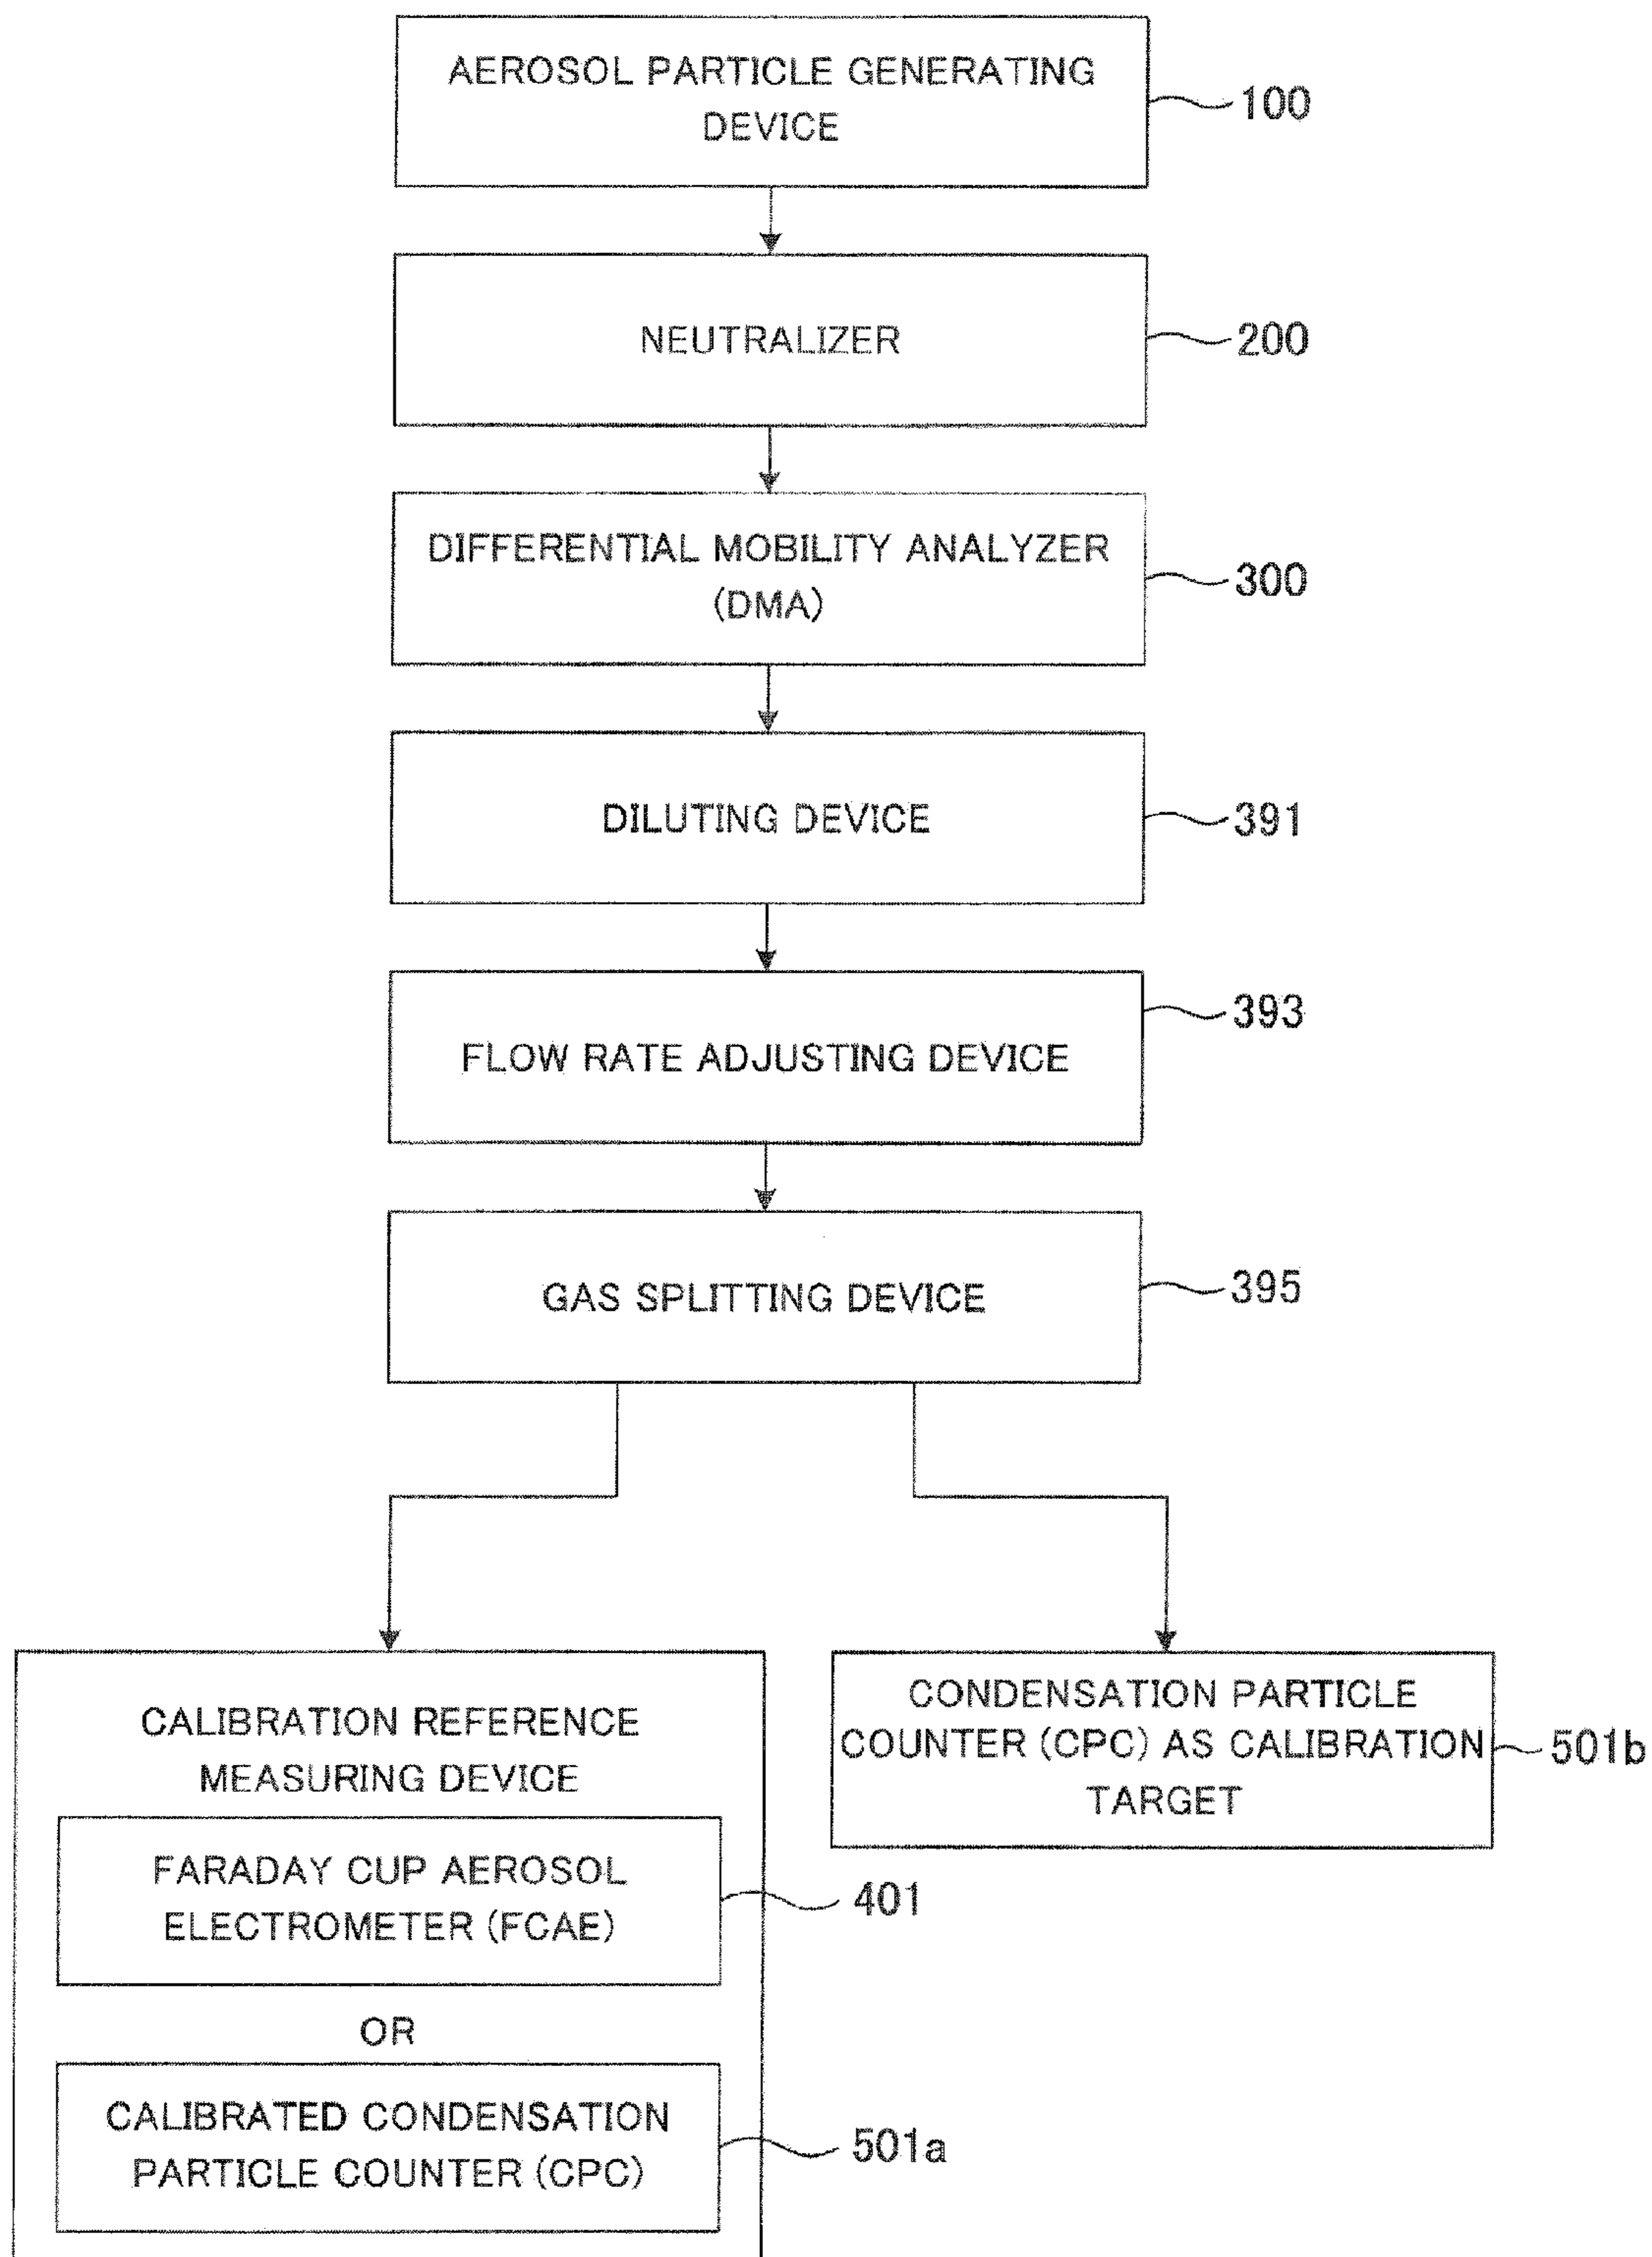 AEROSOL PARTICLE GENERATING
DEVICE
100
NEUTRALIZER
200
DIFFERENTIAL MOBILITY ANALYZER
(DMA)
300
DILUTING DEVICE
391
393
FLOW RATE ADJUSTING DEVICE
GAS SPLITTING DEVICE
395
CALIBRATION REFERENCE
MEASURING DEVICE
FARADAY CUP AEROSOL
ELECTROMETER (FCAE)
401
OR
CALIBRATED CONDENSATION
PARTICLE COUNTER (CPC)
501a
CONDENSATION PARTICLE
COUNTER (CPC) AS CALIBRATION
TARGET
501b